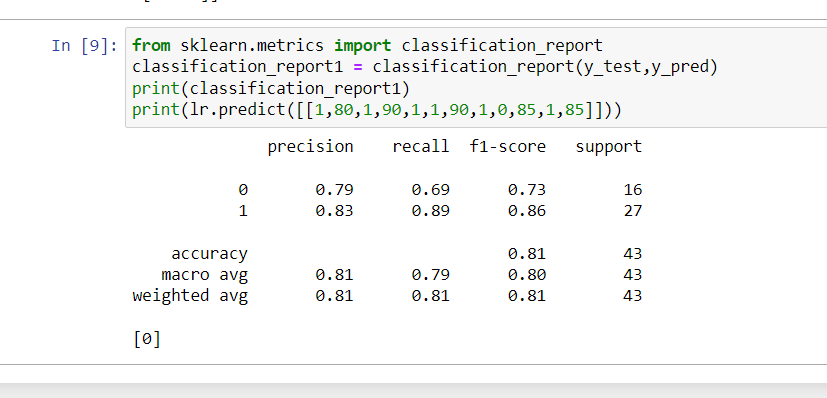 In [9]: from sklearn.metrics import classification_report
classification_report1 = classification_report(y_test,y_pred)
print(classification_report1)
print(lr.predict([[1,80,1,90,1,1,90,1,0,85,1,85]]))
precision recall f1-score support
0 0.79 0.69 0.73 16
1 0.83 0.89 0.86 27
accuracy 0.81 43
macro avg 0.81 0.79 0.80 43
weighted avg 0.81 0.81 0.81 43
[0]